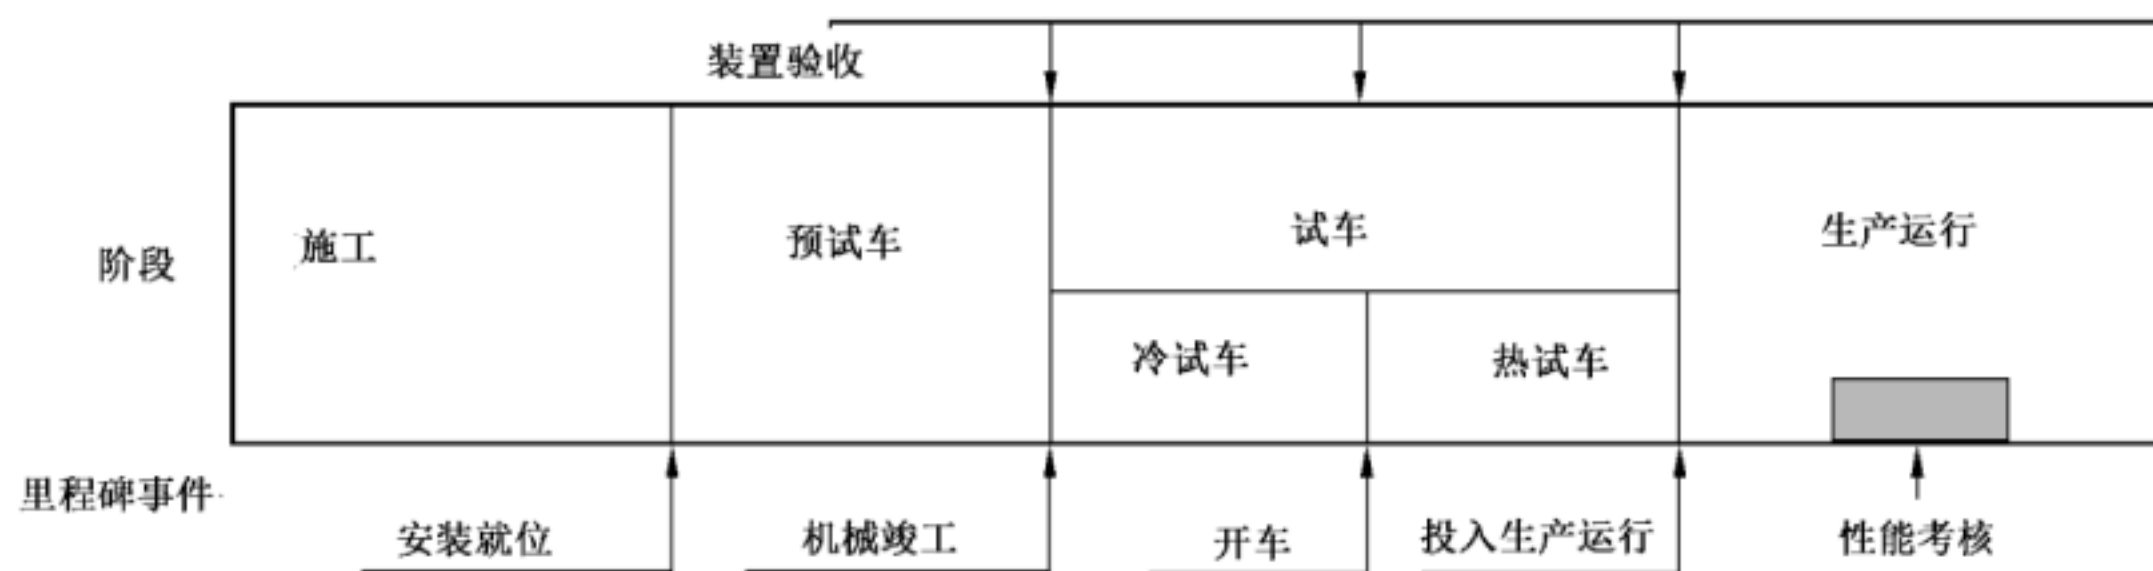 装置验收
施工
预试车
试车
生产运行
阶段
冷试车
热试车
里程碑事件
安装就位
机械竣工
开车
投入生产运行
性能考核